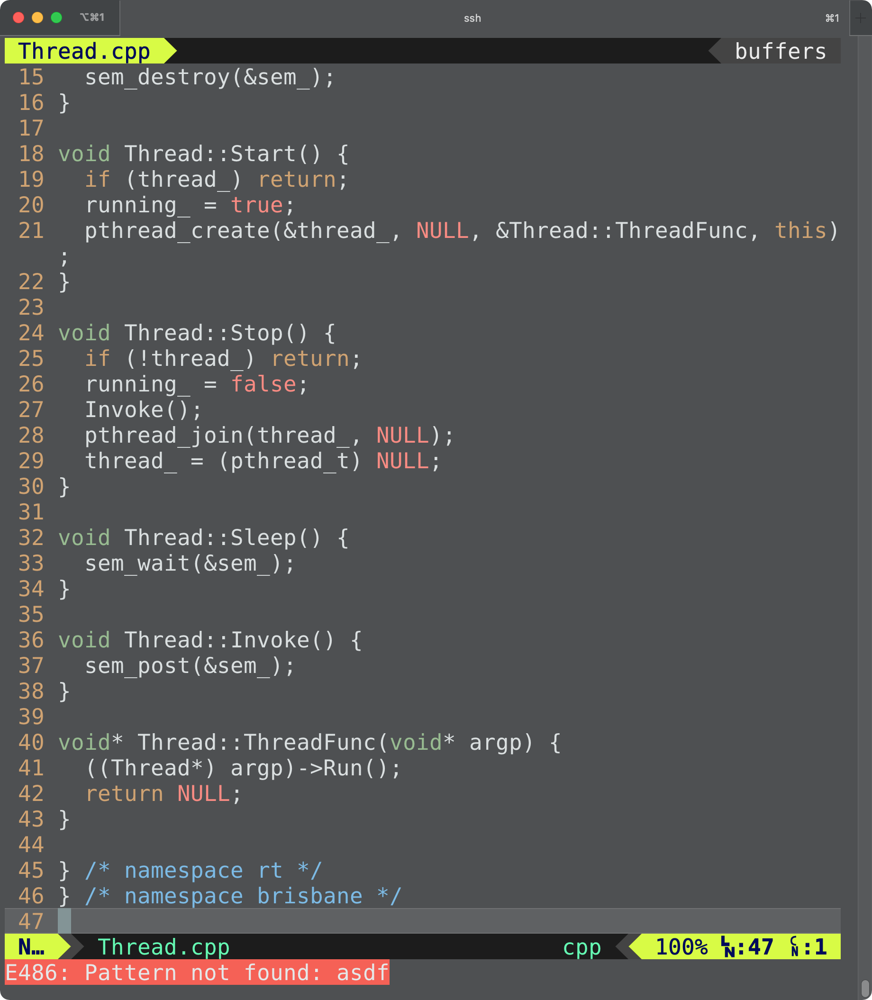 ⌥⌘1 ssh ⌘1 +
Thread.cpp buffers
15   sem_destroy(&sem_);
16 }
17
18 void Thread::Start() {
19   if (thread_) return;
20   running_ = true;
21   pthread_create(&thread_, NULL, &Thread::ThreadFunc, this)
;
22 }
23
24 void Thread::Stop() {
25   if (!thread_) return;
26   running_ = false;
27   Invoke();
28   pthread_join(thread_, NULL);
29   thread_ = (pthread_t) NULL;
30 }
31
32 void Thread::Sleep() {
33   sem_wait(&sem_);
34 }
35
36 void Thread::Invoke() {
37   sem_post(&sem_);
38 }
39
40 void* Thread::ThreadFunc(void* argp) {
41   ((Thread*) argp)->Run();
42   return NULL;
43 }
44
45 } /* namespace rt */
46 } /* namespace brisbane */
47
N… Thread.cpp cpp 100% LN:47 CN:1
E486: Pattern not found: asdf